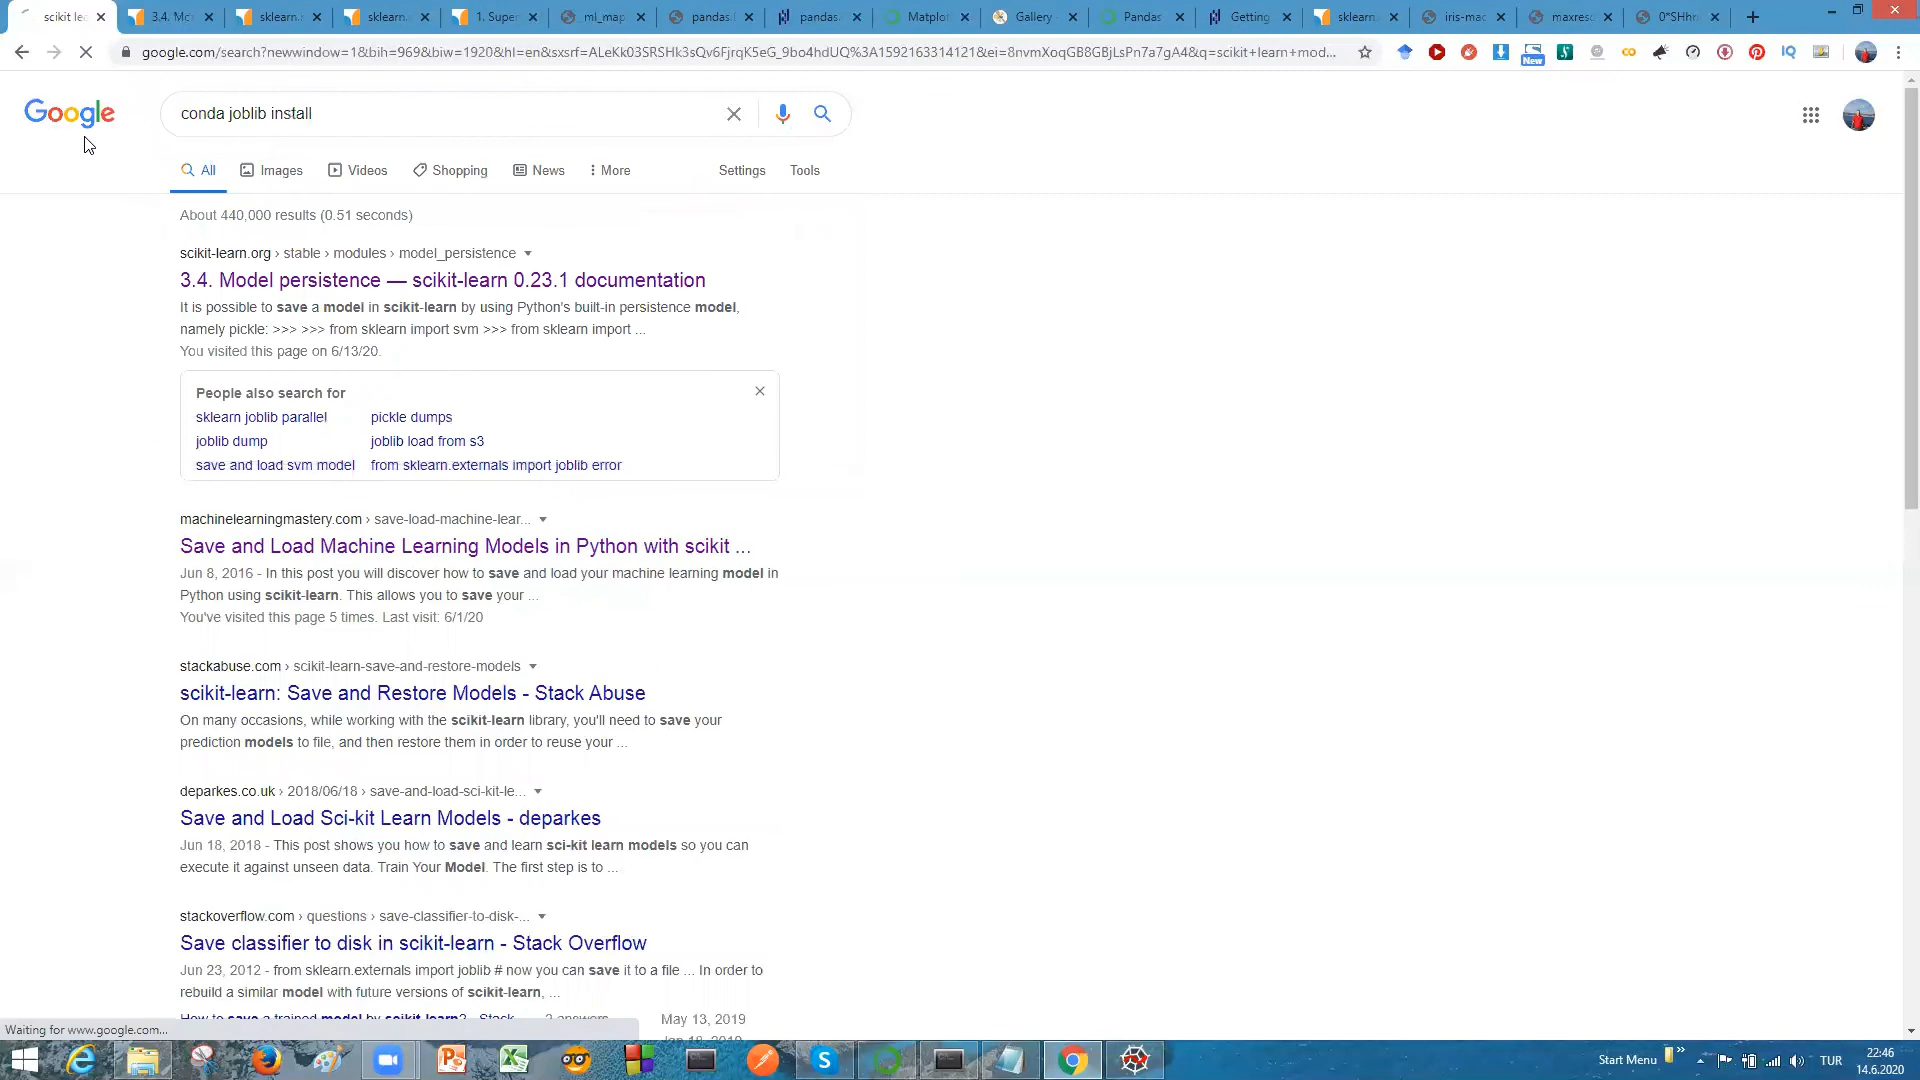 scikit lea
3.4. Mo
sklearn.
sklearn.
1. Super
_ml_map
pandas.
pandas.
Matplot
Gallery
Pandas
Getting
sklearn
iris-mac
maxres
0*SHh
google.com/search?newwindow=1&bih=969&biw=1920&hl=en&sxsrf=ALeKk03SRSHk3sQv6FjrqK5eG_9bo4hdUQ%3A1592163314121&ei=8nvmXoqGB8GBjLsPn7a7gA4&q=scikit+learn+mod...
New
Google
conda joblib install
All Images Videos Shopping News More Settings Tools
About 440,000 results (0.51 seconds)
scikit-learn.org › stable › modules › model_persistence
3.4. Model persistence — scikit-learn 0.23.1 documentation
It is possible to save a model in scikit-learn by using Python's built-in persistence model,
namely pickle: >>> >>> from sklearn import svm >>> from sklearn import ...
You visited this page on 6/13/20.
People also search for
sklearn joblib parallel pickle dumps
joblib dump joblib load from s3
save and load svm model from sklearn.externals import joblib error
machinelearningmastery.com › save-load-machine-lear...
Save and Load Machine Learning Models in Python with scikit ...
Jun 8, 2016 - In this post you will discover how to save and load your machine learning model in
Python using scikit-learn. This allows you to save your ...
You've visited this page 5 times. Last visit: 6/1/20
stackabuse.com › scikit-learn-save-and-restore-models
scikit-learn: Save and Restore Models - Stack Abuse
On many occasions, while working with the scikit-learn library, you'll need to save your
prediction models to file, and then restore them in order to reuse your ...
deparkes.co.uk › 2018/06/18 › save-and-load-sci-kit-le...
Save and Load Sci-kit Learn Models - deparkes
Jun 18, 2018 - This post shows you how to save and learn sci-kit learn models so you can
execute it against unseen data. Train Your Model. The first step is to ...
stackoverflow.com › questions › save-classifier-to-disk-...
Save classifier to disk in scikit-learn - Stack Overflow
Jun 23, 2012 - from sklearn.externals import joblib # now you can save it to a file ... In order to
rebuild a similar model with future versions of scikit-learn, ...
How to save a trained model by scikit-learn? - Stack 2 answers May 13, 2019
Waiting for www.google.com...
Start Menu
TUR
22:46
14.6.2020